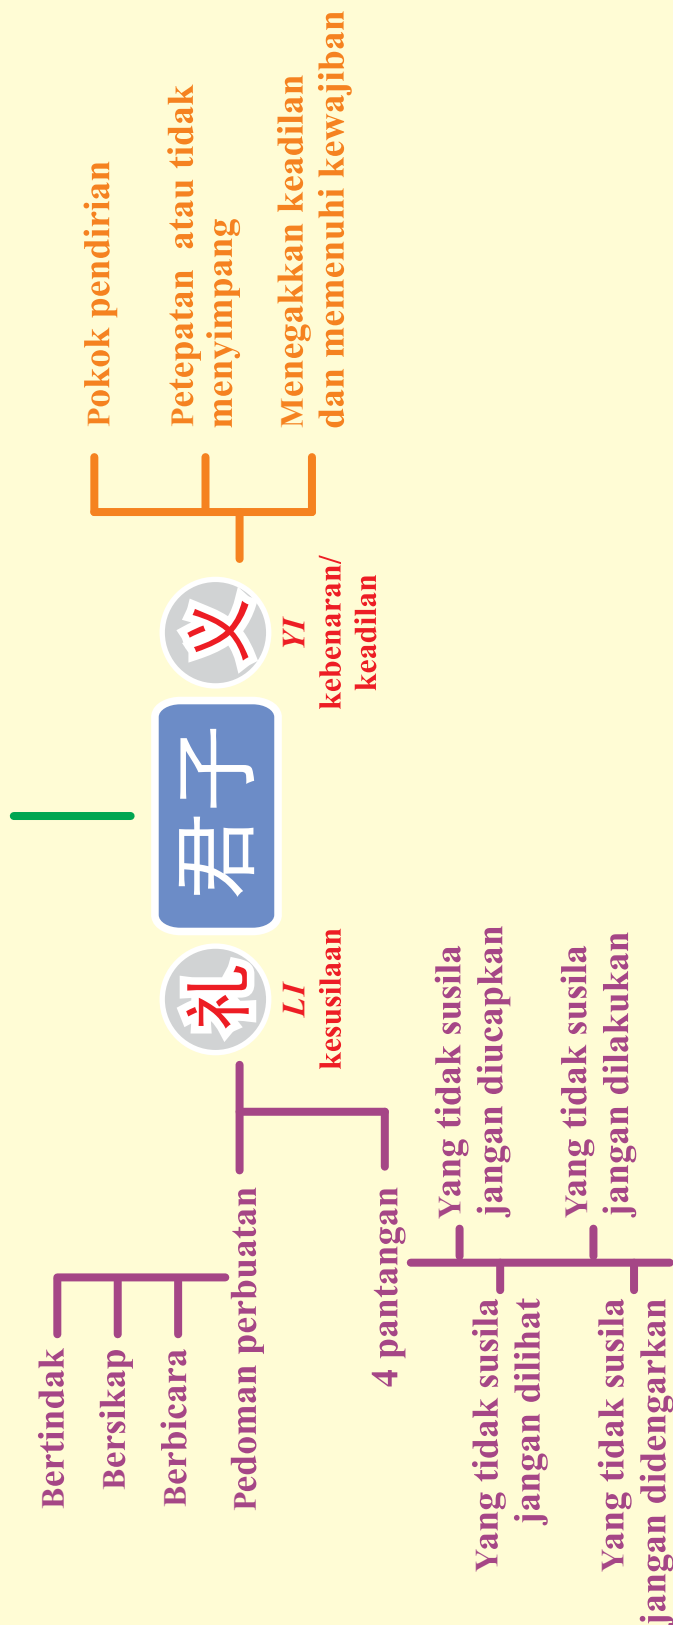 君子
礼
LI
kesusilaan
Pedoman perbuatan
Bertindak
Bersikap
Berbicara
4 pantangan
Yang tidak susila
jangan dilihat
Yang tidak susila
jangan diucapkan
Yang tidak susila
jangan didengarkan
Yang tidak susila
jangan dilakukan
义
YI
kebenaran/
keadilan
Pokok pendirian
Petepatan atau tidak
menyimpang
Menegakkan keadilan
dan memenuhi kewajiban